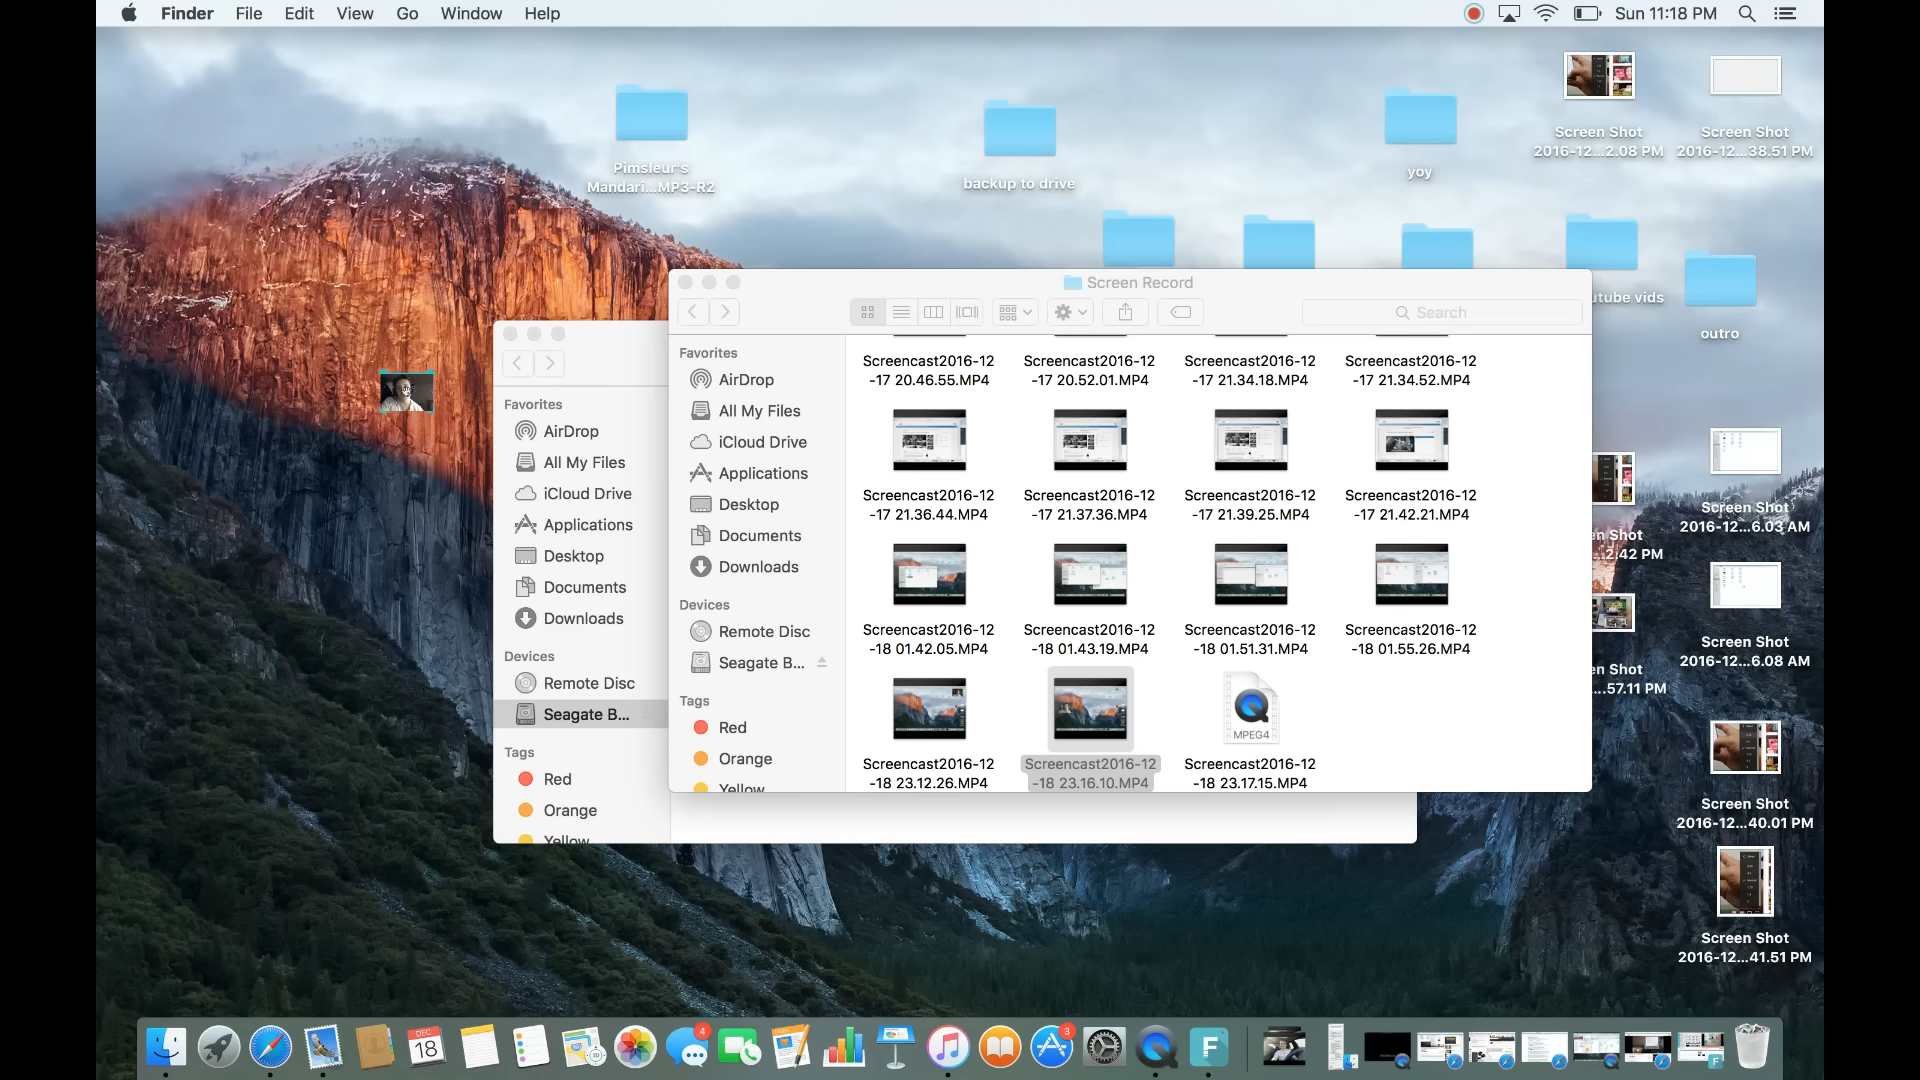 Finder File Edit View Go Window Help
Sun 11:18 PM
Screen Shot
2016-12...2.08 PM
Screen Shot
2016-12...38.51 PM
Pimsleur's
Mandari...MP3-R2
backup to drive
yoy
utube vids
outro
Screen Record
Search
Favorites
AirDrop
All My Files
iCloud Drive
Applications
Desktop
Documents
Downloads
Devices
Remote Disc
Seagate B...
Tags
Red
Orange
Yellow
Screencast2016-12
-17 20.46.55.MP4
Screencast2016-12
-17 20.52.01.MP4
Screencast2016-12
-17 21.34.18.MP4
Screencast2016-12
-17 21.34.52.MP4
Screencast2016-12
-17 21.36.44.MP4
Screencast2016-12
-17 21.37.36.MP4
Screencast2016-12
-17 21.39.25.MP4
Screencast2016-12
-17 21.42.21.MP4
Screencast2016-12
-18 01.42.05.MP4
Screencast2016-12
-18 01.43.19.MP4
Screencast2016-12
-18 01.51.31.MP4
Screencast2016-12
-18 01.55.26.MP4
MPEG4
Screencast2016-12
-18 23.12.26.MP4
Screencast2016-12
-18 23.16.10.MP4
Screencast2016-12
-18 23.17.15.MP4
Favorites
AirDrop
All My Files
iCloud Drive
Applications
Desktop
Documents
Downloads
Devices
Remote Disc
Seagate B...
Tags
Red
Orange
Yellow
Screen Shot
2016-12...6.03 AM
en Shot
...2.42 PM
Screen Shot
2016-12...6.08 AM
en Shot
....57.11 PM
Screen Shot
2016-12...40.01 PM
Screen Shot
2016-12...41.51 PM
DEC
18
4
3
F